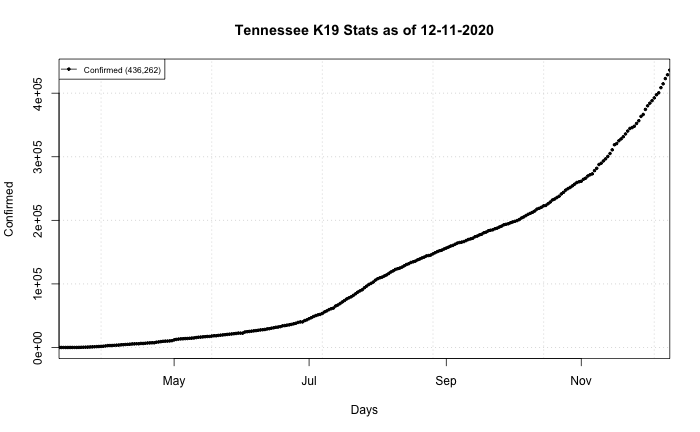 Tennessee K19 Stats as of 12-11-2020
Confirmed (436,262)
4e+05
3e+05
2e+05
1e+05
0e+00
Confirmed
May Jul Sep Nov
Days